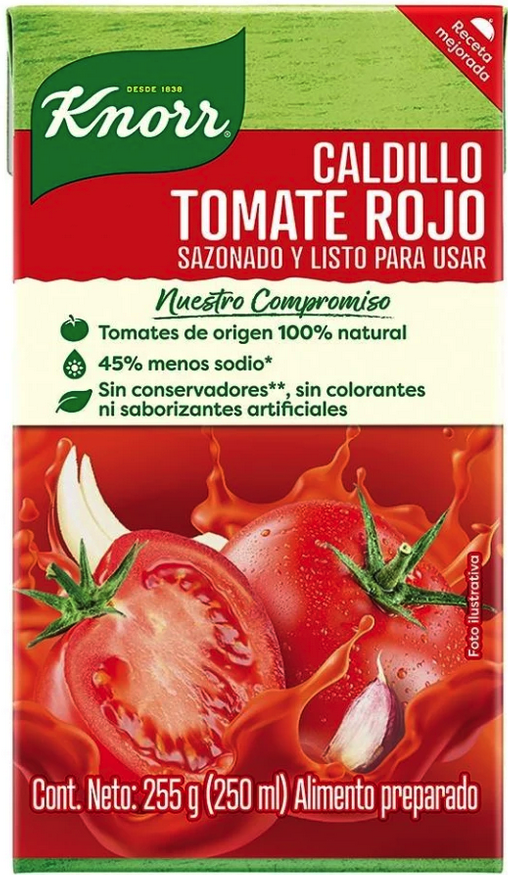 Receta
mejorada
DESDE 1838
Knorr®
CALDILLO
TOMATE ROJO
SAZONADO Y LISTO PARA USAR
Nuestro Compromiso
Tomates de origen 100% natural
45% menos sodio*
Sin conservadores**, sin colorantes
ni saborizantes artificiales
Foto ilustrativa
Cont. Neto: 255 g (250 ml) Alimento preparado